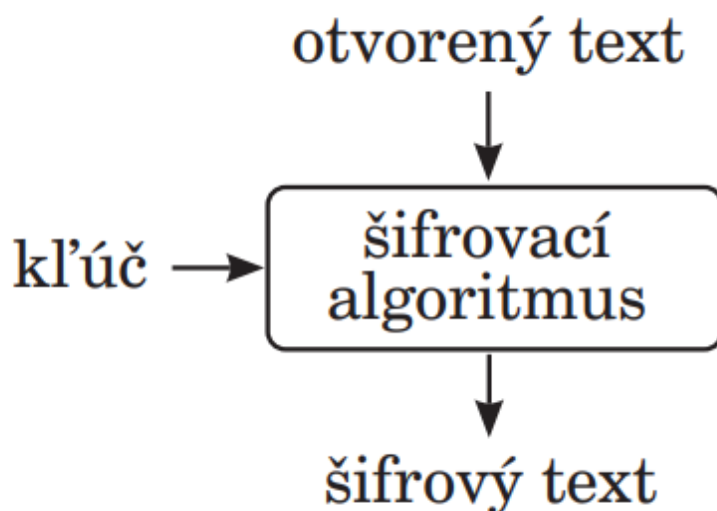 otvorený text
kľúč
šifrovací
algoritmus
šifrový text